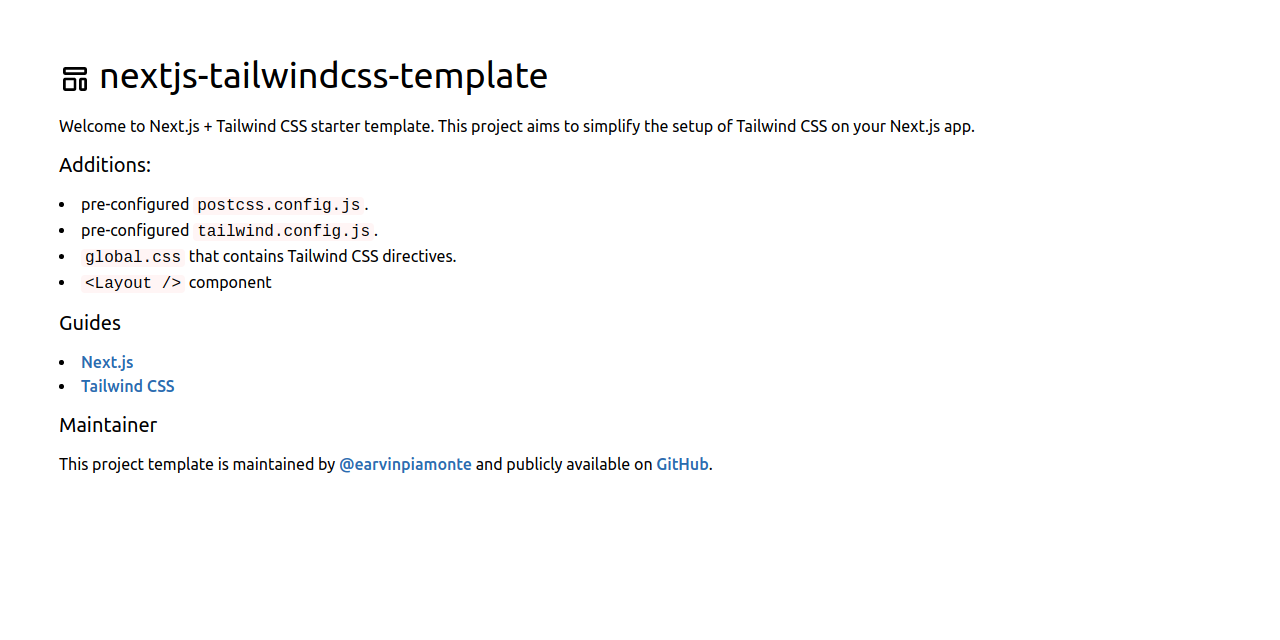 nextjs-tailwindcss-template
Welcome to Next.js + Tailwind CSS starter template. This project aims to simplify the setup of Tailwind CSS on your Next.js app.
Additions:
• pre-configured postcss.config.js.
• pre-configured tailwind.config.js.
• global.css that contains Tailwind CSS directives.
• <Layout /> component
Guides
• Next.js
• Tailwind CSS
Maintainer
This project template is maintained by @earvinpiamonte and publicly available on GitHub.